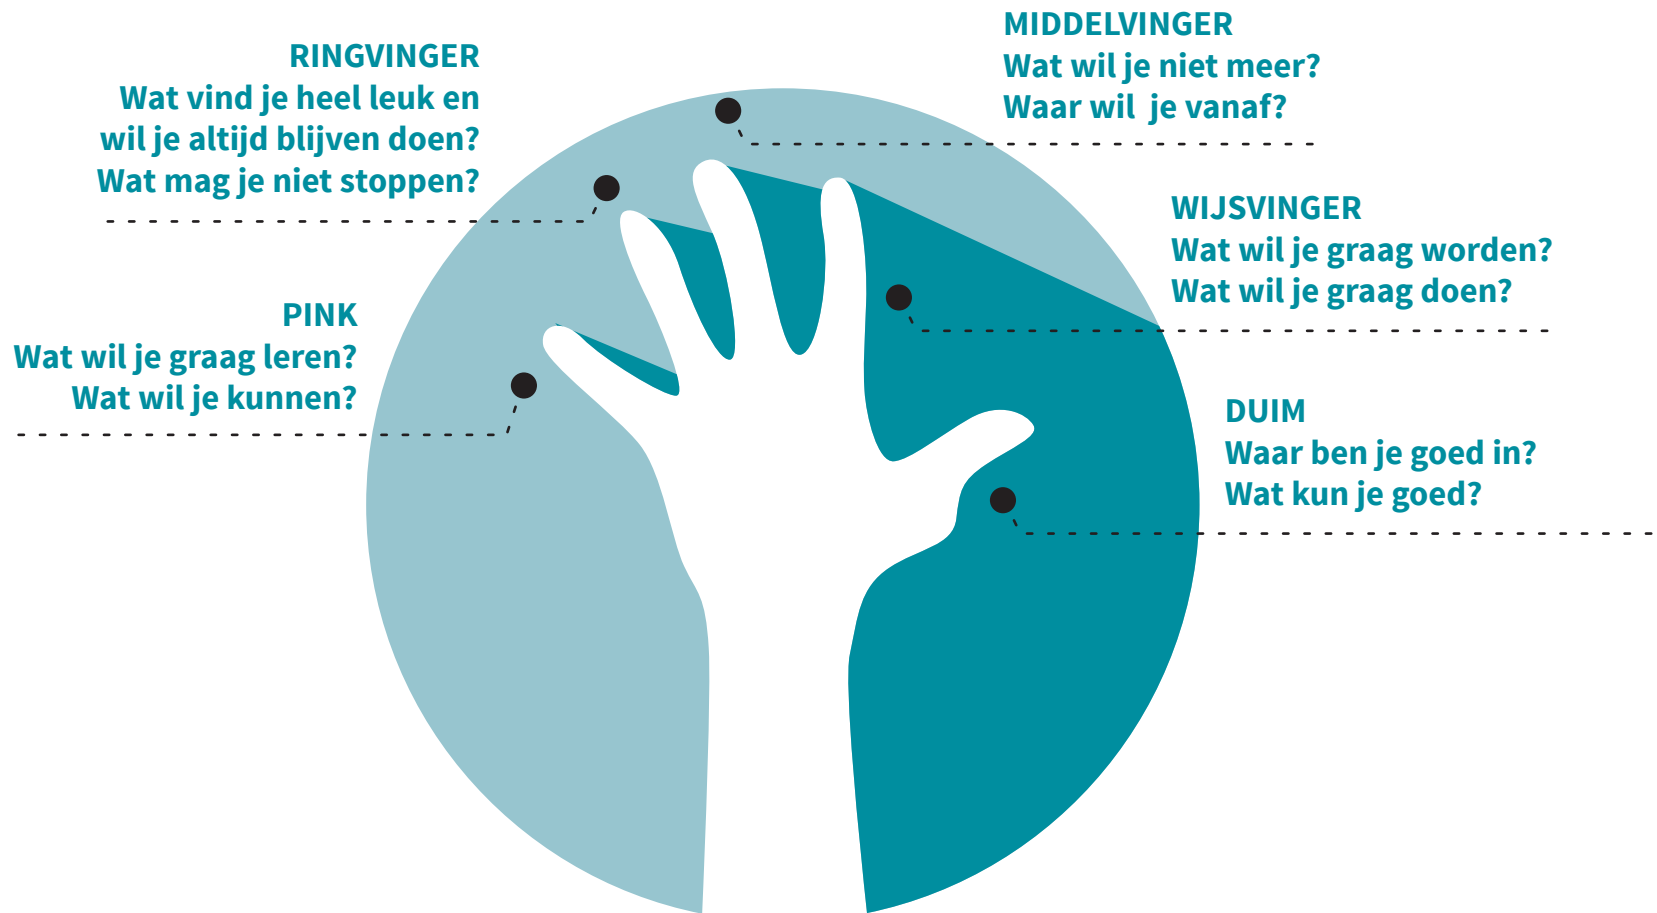 RINGVINGER
Wat vind je heel leuk en
wil je altijd blijven doen?
Wat mag je niet stoppen?
MIDDELVINGER
Wat wil je niet meer?
Waar wil je vanaf?
WIJSVINGER
Wat wil je graag worden?
Wat wil je graag doen?
PINK
Wat wil je graag leren?
Wat wil je kunnen?
DUIM
Waar ben je goed in?
Wat kun je goed?